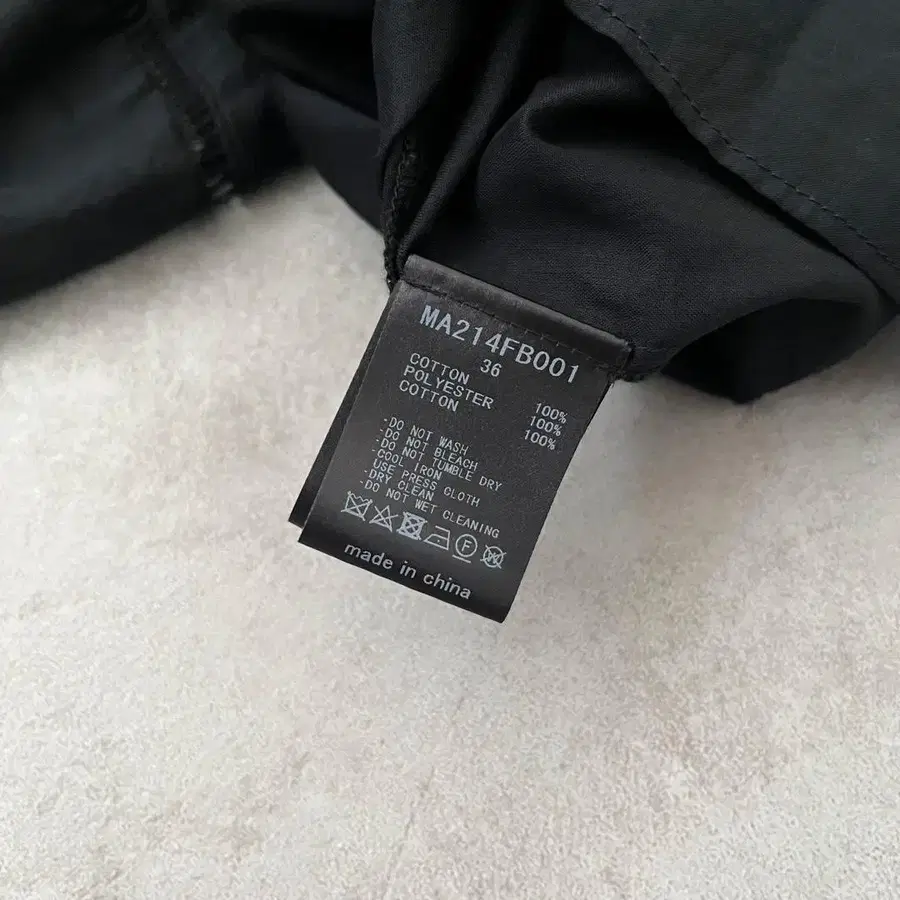 MA214FB001
36
COTTON 100%
POLYESTER 100%
COTTON 100%
-DO NOT WASH
-DO NOT BLEACH
-DO NOT TUMBLE DRY
-COOL IRON
USE PRESS CLOTH
-DRY CLEAN
-DO NOT WET CLEANING
F
W
made in china